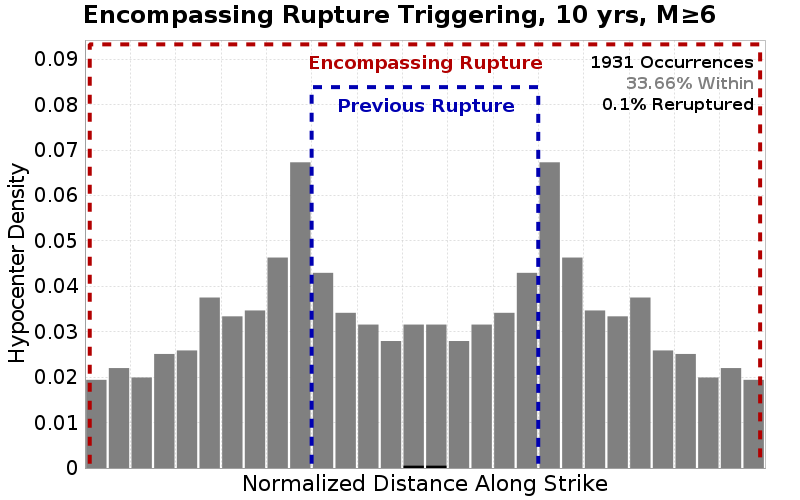 Encompassing Rupture Triggering, 10 yrs, M≥6
Encompassing Rupture
Previous Rupture
1931 Occurrences
33.66% Within
0.1% Reruptured
Hypocenter Density
0.09
0.08
0.07
0.06
0.05
0.04
0.03
0.02
0.01
0
Normalized Distance Along Strike